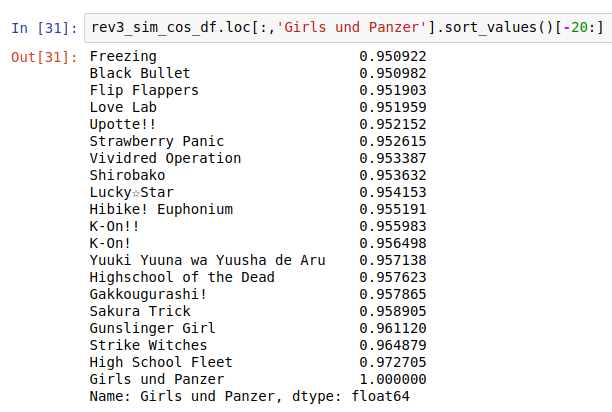 In [31]: rev3_sim_cos_df.loc[:,'Girls und Panzer'].sort_values()[-20:]
Out[31]: Freezing 0.950922
Black Bullet 0.950982
Flip Flappers 0.951903
Love Lab 0.951959
Upotte!! 0.952152
Strawberry Panic 0.952615
Vividred Operation 0.953387
Shirobako 0.953632
Lucky☆Star 0.954153
Hibike! Euphonium 0.955191
K-On!! 0.955983
K-On! 0.956498
Yuuki Yuuna wa Yuusha de Aru 0.957138
Highschool of the Dead 0.957623
Gakkougurashi! 0.957865
Sakura Trick 0.958905
Gunslinger Girl 0.961120
Strike Witches 0.964879
High School Fleet 0.972705
Girls und Panzer 1.000000
Name: Girls und Panzer, dtype: float64